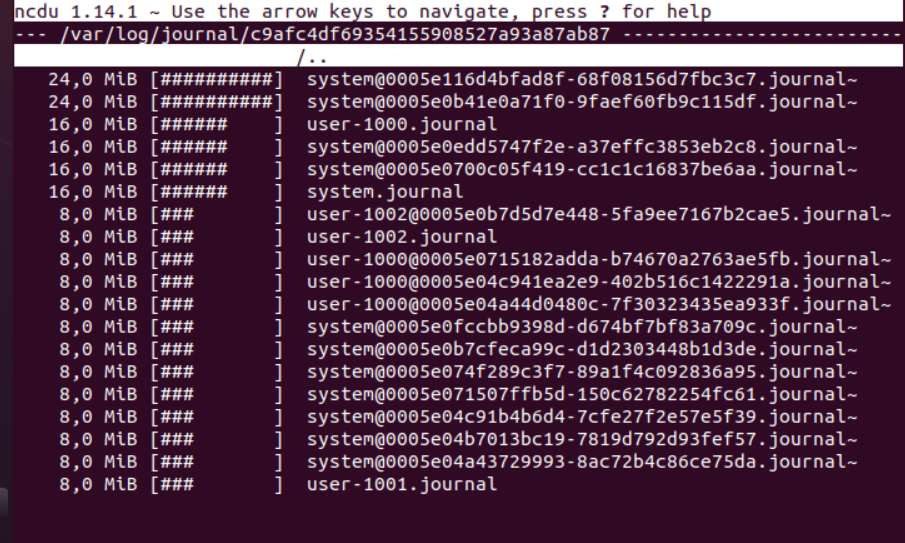 ncdu 1.14.1 ~ Use the arrow keys to navigate, press ? for help
--- /var/log/journal/c9afc4df69354155908527a93a87ab87 -------------------------
/..
24,0 MiB [##########] system@0005e116d4bfad8f-68f08156d7fbc3c7.journal~
24,0 MiB [##########] system@0005e0b41e0a71f0-9faef60fb9c115df.journal~
16,0 MiB [###### ] user-1000.journal
16,0 MiB [###### ] system@0005e0edd5747f2e-a37effc3853eb2c8.journal~
16,0 MiB [###### ] system@0005e0700c05f419-cc1c1c16837be6aa.journal~
16,0 MiB [###### ] system.journal
8,0 MiB [### ] user-1002@0005e0b7d5d7e448-5fa9ee7167b2cae5.journal~
8,0 MiB [### ] user-1002.journal
8,0 MiB [### ] user-1000@0005e0715182adda-b74670a2763ae5fb.journal~
8,0 MiB [### ] user-1000@0005e04c941ea2e9-402b516c1422291a.journal~
8,0 MiB [### ] user-1000@0005e04a44d0480c-7f30323435ea933f.journal~
8,0 MiB [### ] system@0005e0fccbb9398d-d674bf7bf83a709c.journal~
8,0 MiB [### ] system@0005e0b7cfeca99c-d1d2303448b1d3de.journal~
8,0 MiB [### ] system@0005e074f289c3f7-89a1f4c092836a95.journal~
8,0 MiB [### ] system@0005e071507ffb5d-150c62782254fc61.journal~
8,0 MiB [### ] system@0005e04c91b4b6d4-7cfe27f2e57e5f39.journal~
8,0 MiB [### ] system@0005e04b7013bc19-7819d792d93fef57.journal~
8,0 MiB [### ] system@0005e04a43729993-8ac72b4c86ce75da.journal~
8,0 MiB [### ] user-1001.journal